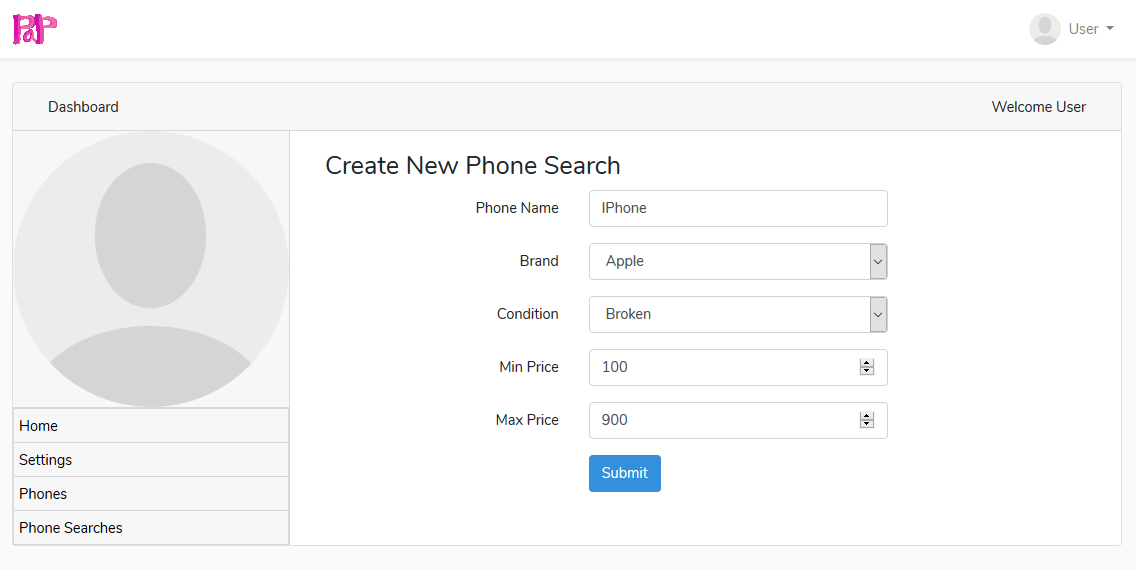 PaP
User
Dashboard
Welcome User
Create New Phone Search
Phone Name
IPhone
Brand
Apple
Condition
Broken
Min Price
100
Max Price
900
Submit
Home
Settings
Phones
Phone Searches